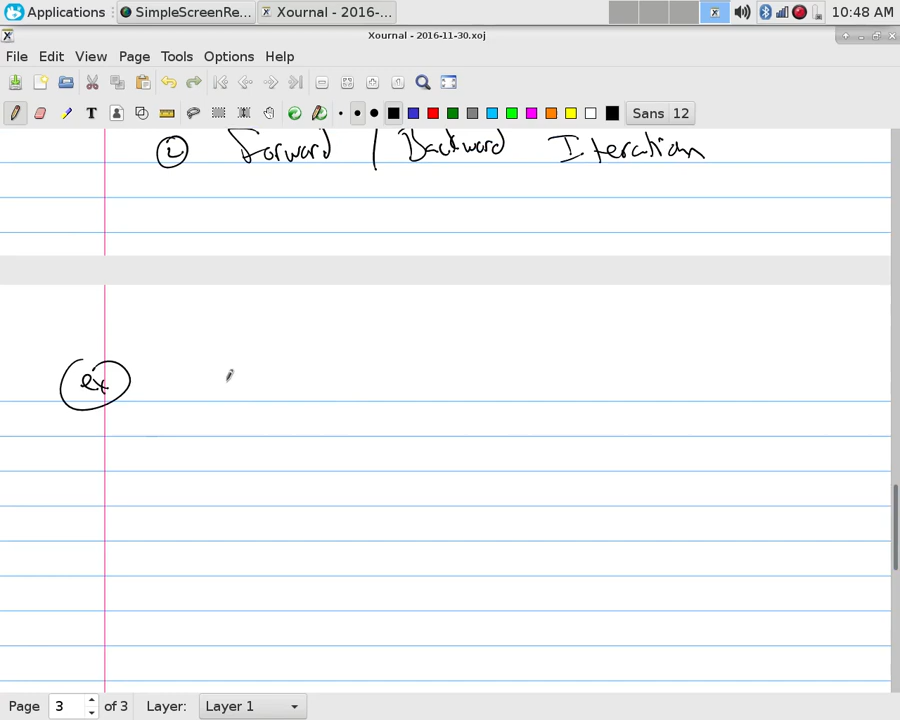 Applications SimpleScreenRe... Xournal - 2016-... 10:48 AM
Xournal - 2016-11-30.xoj
File Edit View Page Tools Options Help
Sans 12
② Forward | Backward Iteration
ex
Page 3 of 3 Layer: Layer 1